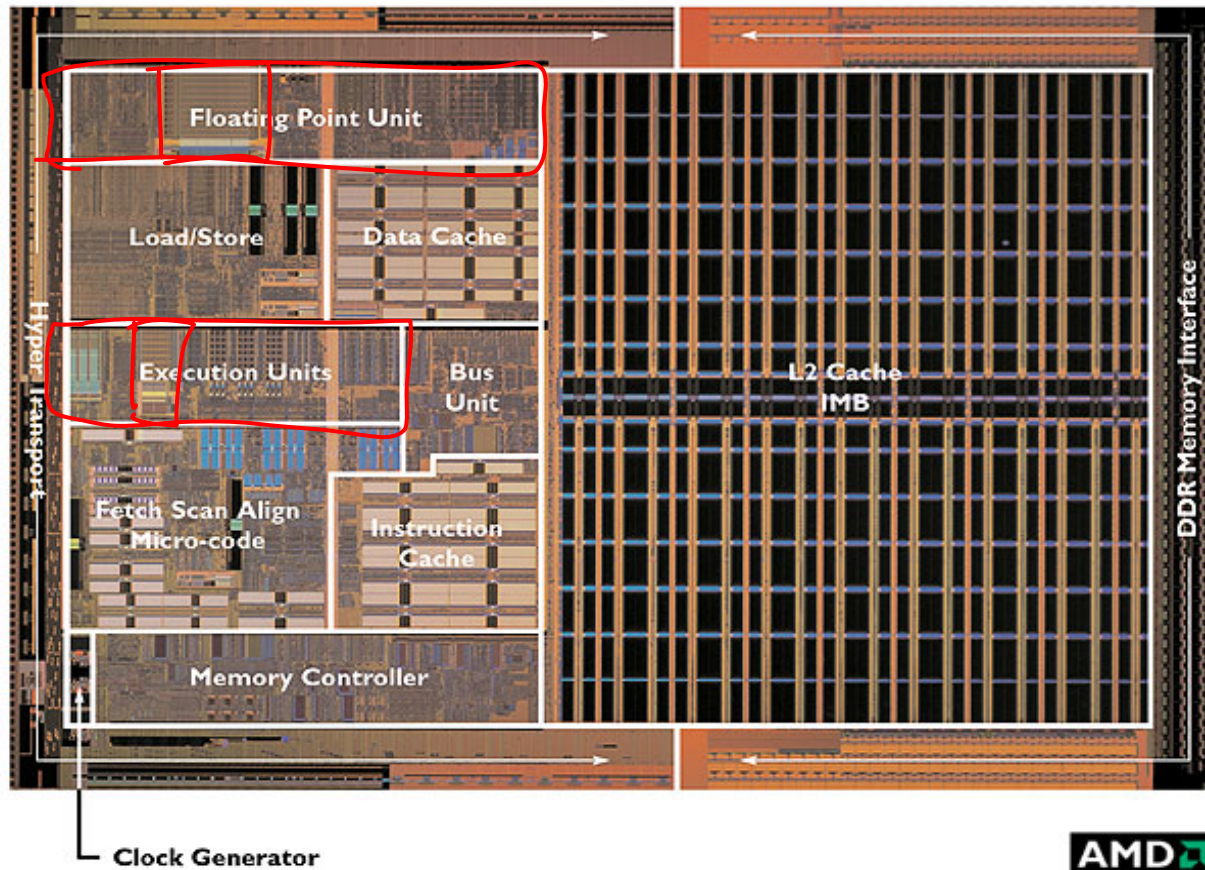 Floating Point Unit
Load/Store
Data Cache
Hyper Transport
Execution Units
Bus
Unit
L2 Cache
IMB
DDR Memory Interface
Fetch Scan Align
Micro-code
Instruction
Cache
Memory Controller
Clock Generator
AMD